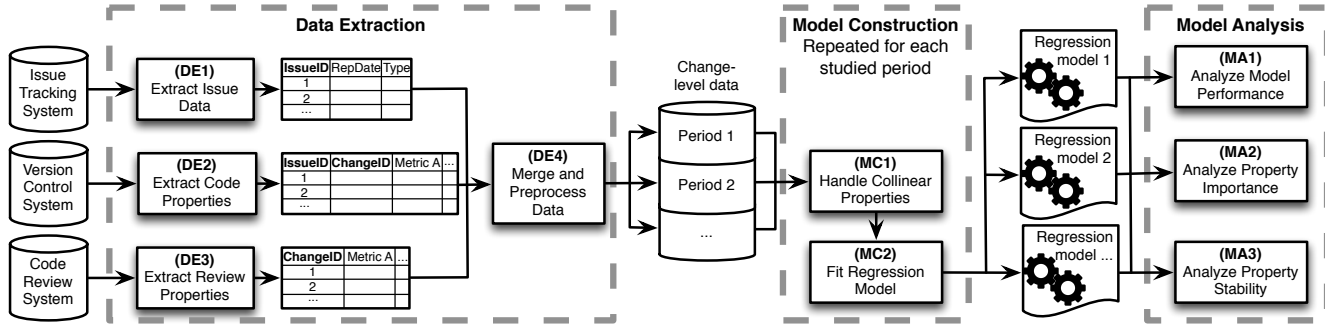 Data Extraction
Issue
Tracking
System
(DE1)
Extract Issue
Data
IssueID RepDate Type
1
2
...
Version
Control
System
(DE2)
Extract Code
Properties
IssueID ChangeID Metric A ...
1
2
...
Code
Review
System
(DE3)
Extract Review
Properties
ChangeID Metric A ...
1
2
...
(DE4)
Merge and
Preprocess
Data
Change-
level data
Period 1
Period 2
...
Model Construction
Repeated for each
studied period
(MC1)
Handle Collinear
Properties
(MC2)
Fit Regression
Model
Regression
model 1
Regression
model 2
Regression
model ...
Model Analysis
(MA1)
Analyze Model
Performance
(MA2)
Analyze Property
Importance
(MA3)
Analyze Property
Stability